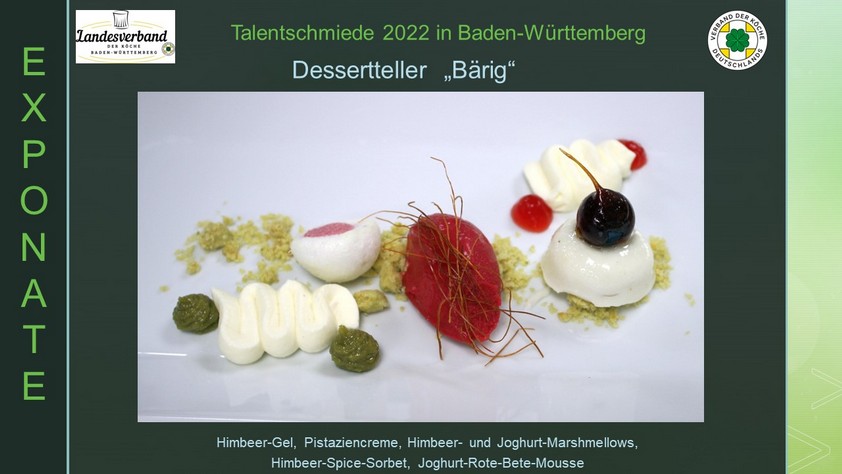 EXPONATE
Landesverband
DER KÖCHE
BADEN-WÜRTTEMBERG
Talentschmiede 2022 in Baden-Württemberg
VERBAND DER KÖCHE
DEUTSCHLANDS
Dessertteller „Bärig“
Himbeer-Gel, Pistaziencreme, Himbeer- und Joghurt-Marshmellows,
Himbeer-Spice-Sorbet, Joghurt-Rote-Bete-Mousse